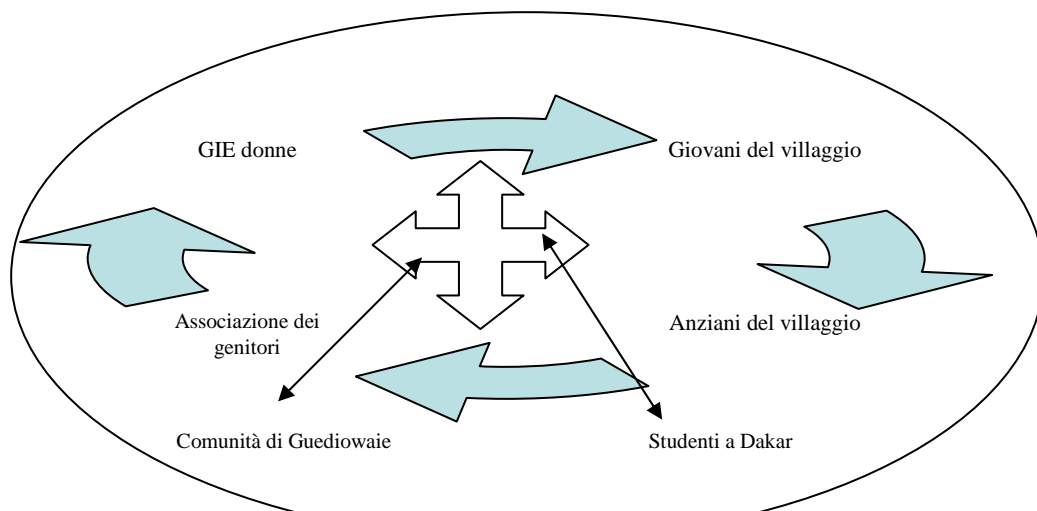 GIE donne
Giovani del villaggio
Associazione dei
genitori
Anziani del villaggio
Comunità di Guediowaie
Studenti a Dakar